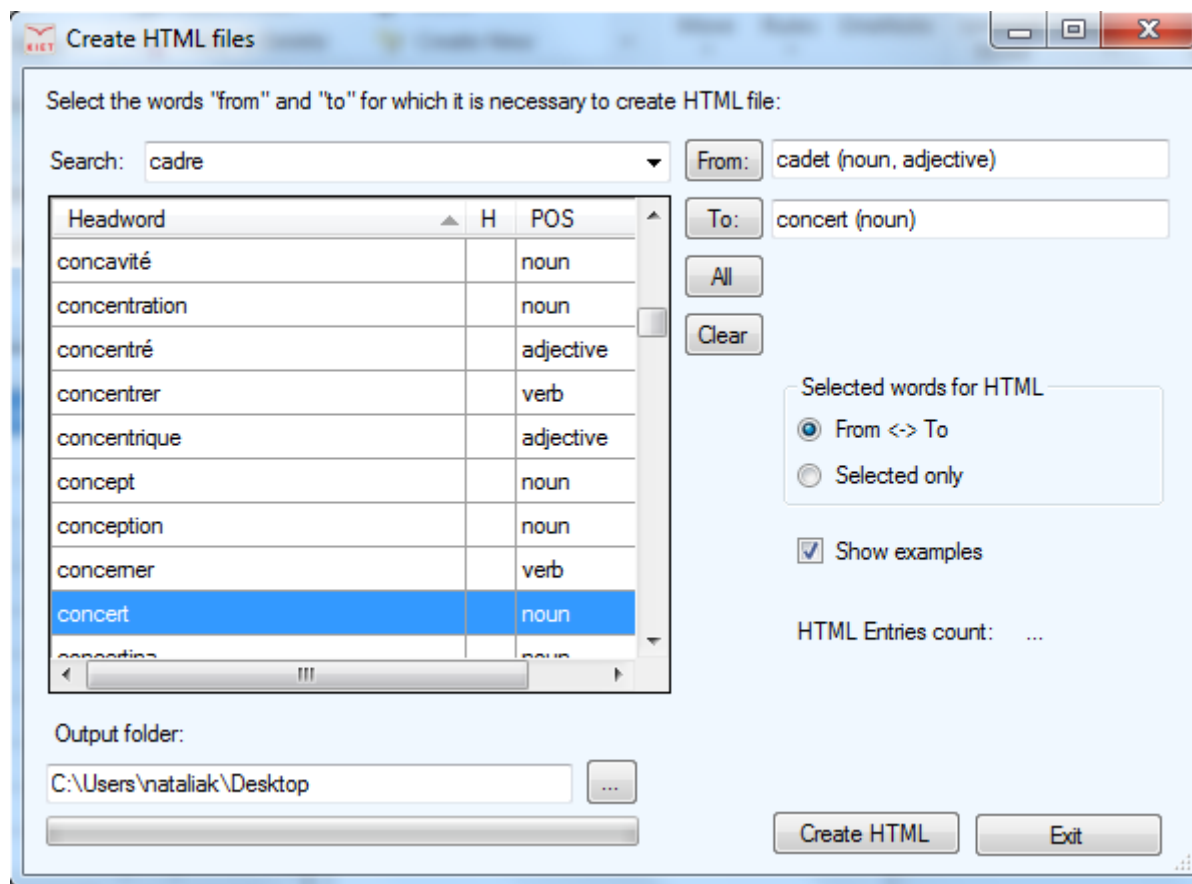 KIET Create HTML files
Select the words "from" and "to" for which it is necessary to create HTML file:
Search: cadre From: cadet (noun, adjective)
Headword H POS To: concert (noun)
concavité noun
concentration noun All
concentré adjective Clear
concentrer verb
concentrique adjective
concept noun
conception noun
concerner verb
concert noun
concertina noun
Selected words for HTML
From <-> To
Selected only
Show examples
HTML Entries count: ...
Output folder:
C:\Users\nataliak\Desktop ...
Create HTML Exit